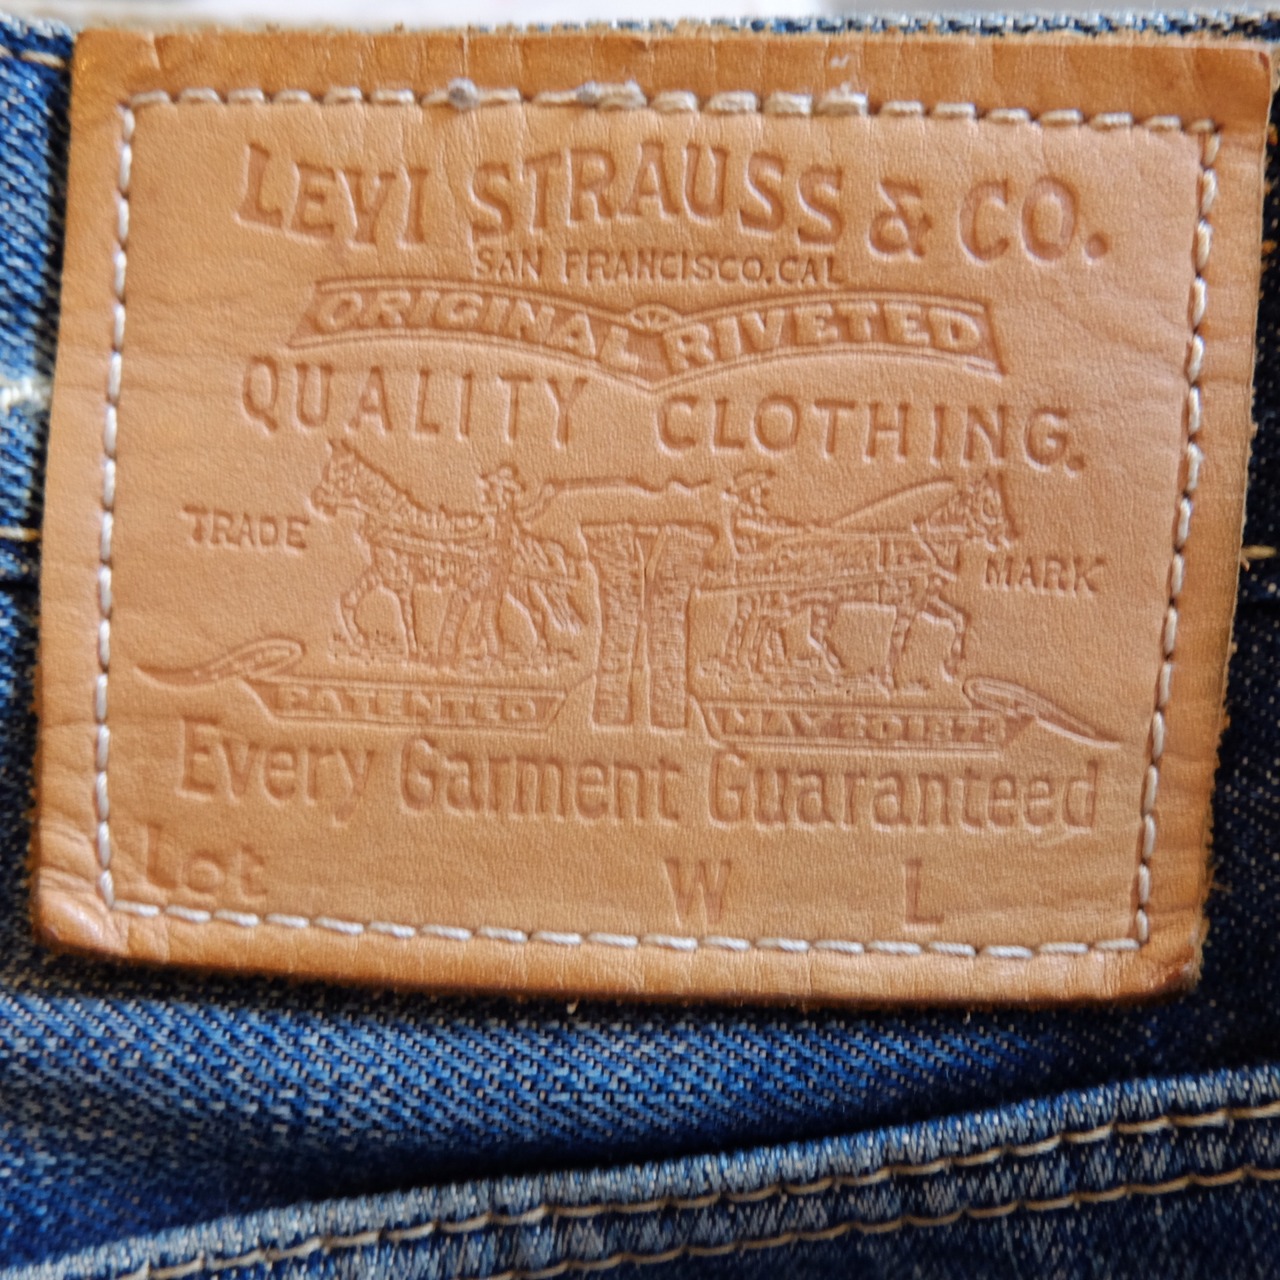 LEVI STRAUSS & CO.
SAN FRANCISCO.CAL
ORIGINAL RIVETED
QUALITY CLOTHING.
TRADE MARK
PATENTED MAY 20 1873
Every Garment Guaranteed
Lot W L